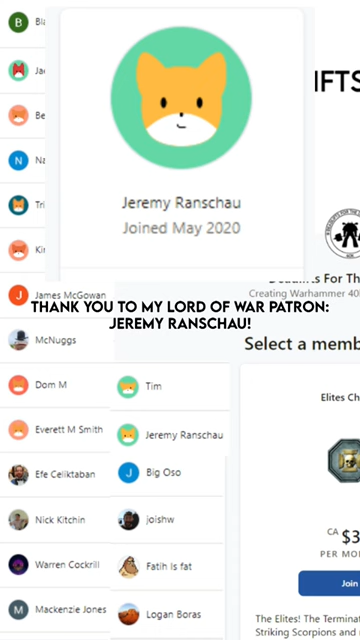 B
Jeremy Ranschau
Joined May 2020
IFTS
N
J
James McGowan
THANK YOU TO MY LORD OF WAR PATRON:
JEREMY RANSCHAU!
For The
Creating Warhammer 40
Select a memb
McNuggs
Dom M
Everett M Smith
Efe Celiktaban
Nick Kitchin
Warren Cockrill
M
Mackenzie Jones
Tim
Jeremy Ranschau
J
Big Oso
joishw
Fatih Is fat
Logan Boras
Elites Ch
CA $3
PER MON
Join
The Elites! The Termina
Striking Scorpions and